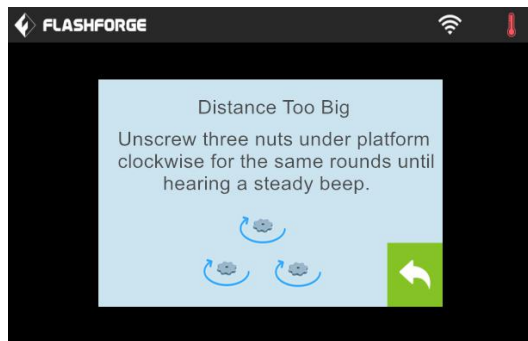 FLASHFORGE
Distance Too Big
Unscrew three nuts under platform
clockwise for the same rounds until
hearing a steady beep.